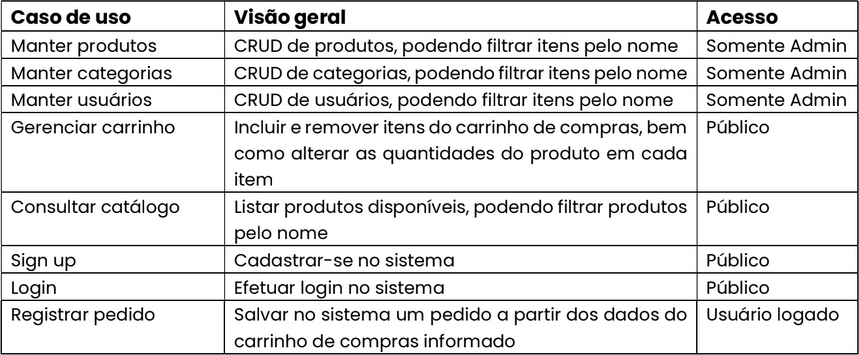 Caso de uso Visão geral Acesso
Manter produtos CRUD de produtos, podendo filtrar itens pelo nome Somente Admin
Manter categorias CRUD de categorias, podendo filtrar itens pelo nome Somente Admin
Manter usuários CRUD de usuários, podendo filtrar itens pelo nome Somente Admin
Gerenciar carrinho Incluir e remover itens do carrinho de compras, bem Público
como alterar as quantidades do produto em cada
item
Consultar catálogo Listar produtos disponíveis, podendo filtrar produtos Público
pelo nome
Sign up Cadastrar-se no sistema Público
Login Efetuar login no sistema Público
Registrar pedido Salvar no sistema um pedido a partir dos dados do Usuário logado
carrinho de compras informado